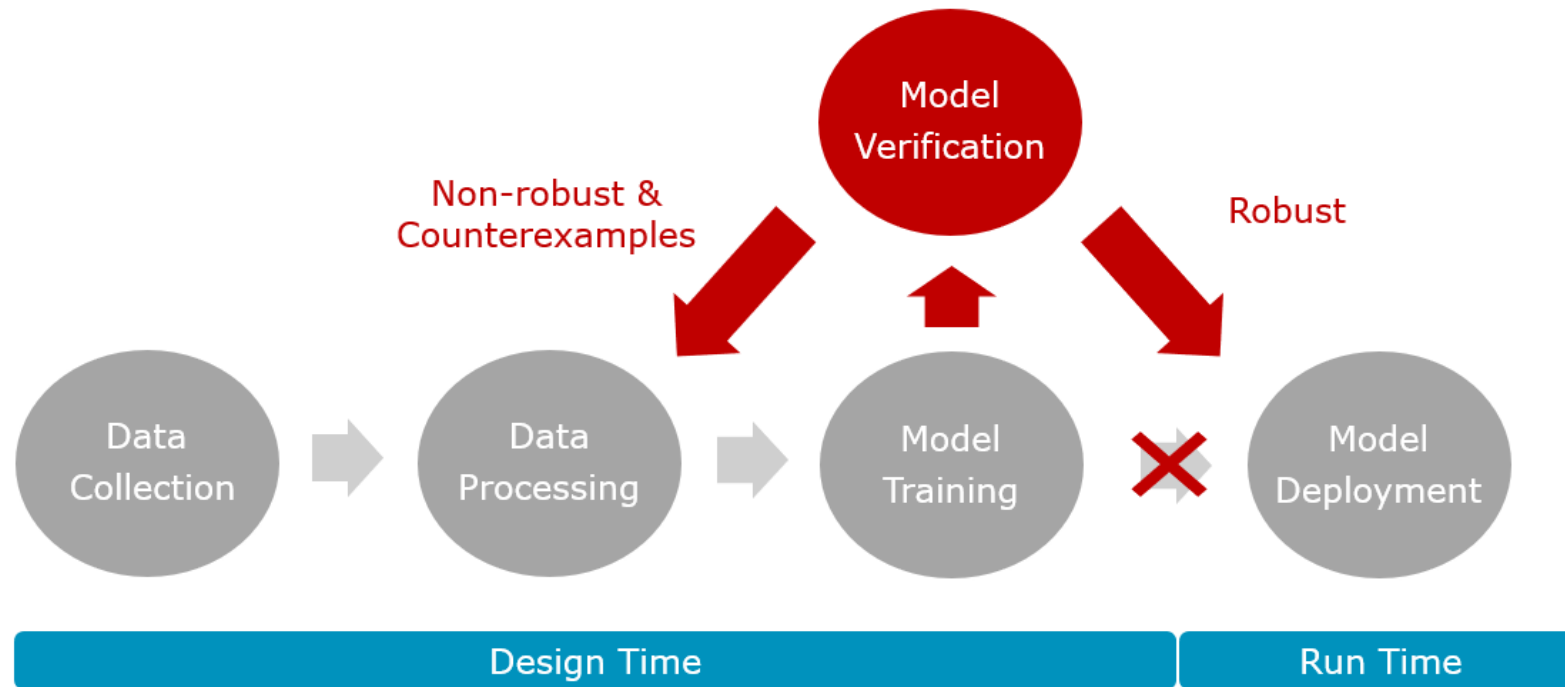 Model
Verification
Non-robust &
Counterexamples
Robust
Data
Collection
Data
Processing
Model
Training
Model
Deployment
Design Time
Run Time